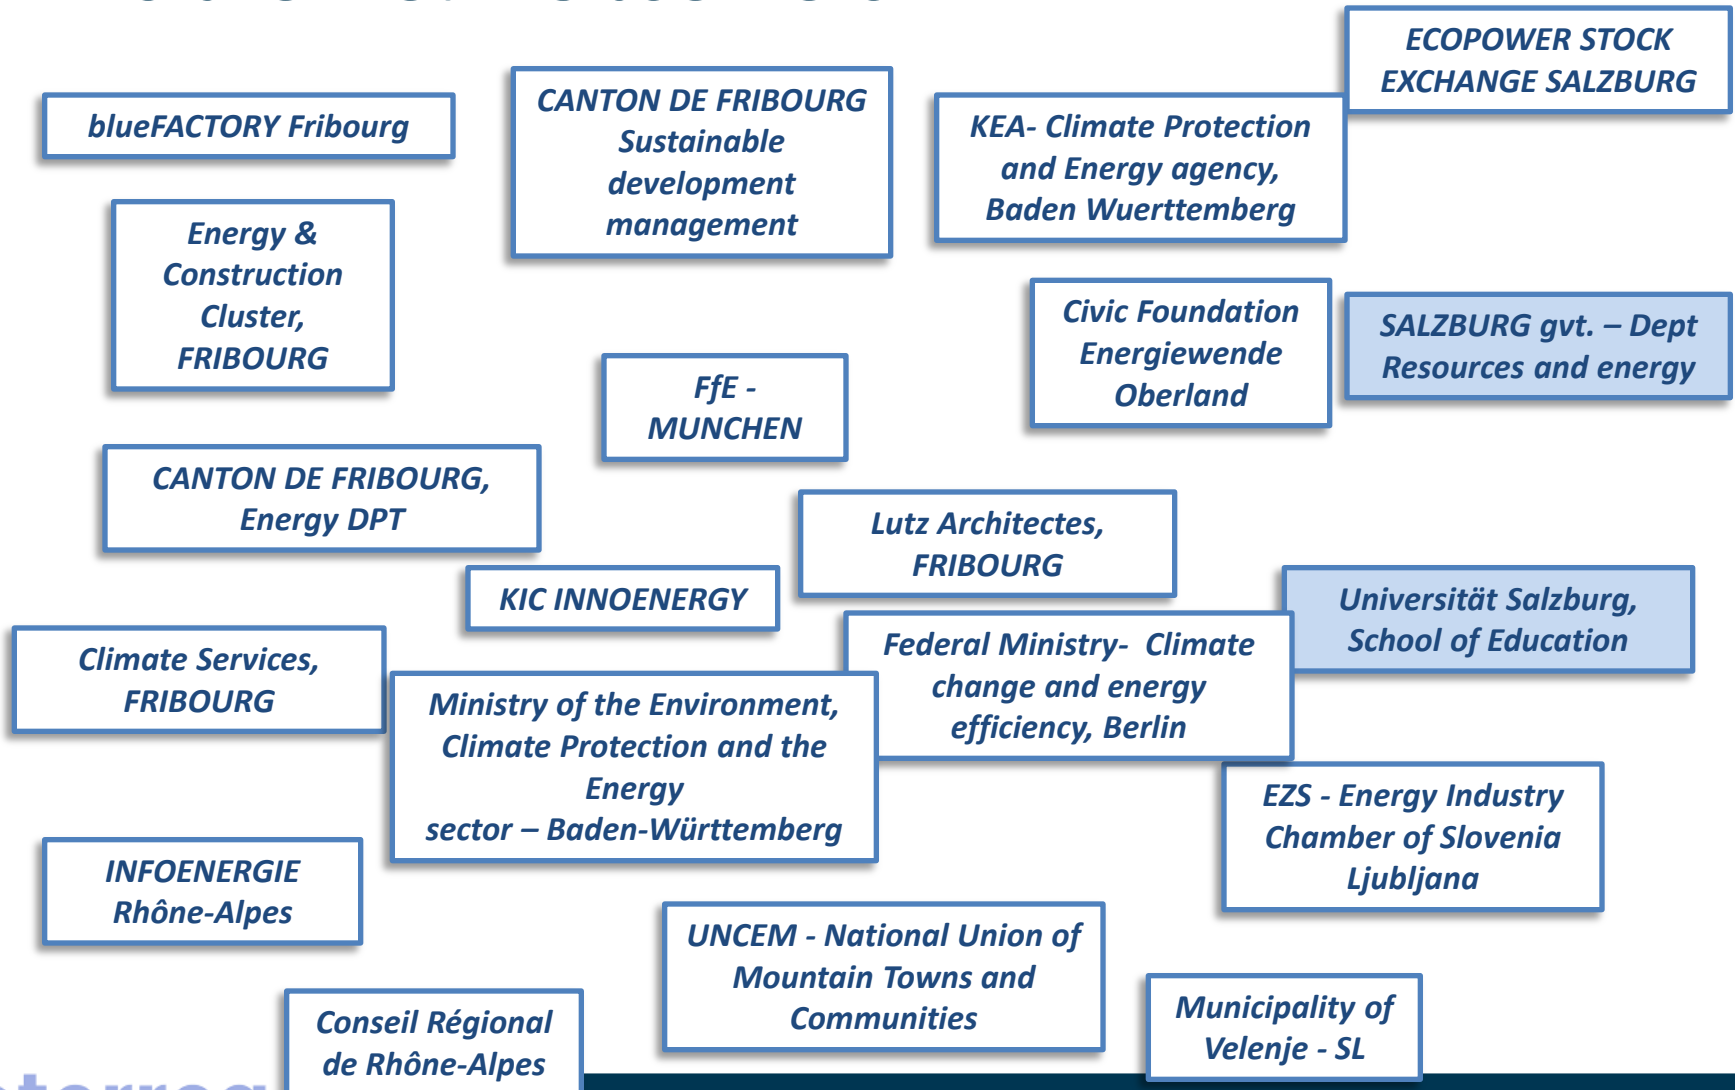 ECOPOWER STOCK
EXCHANGE SALZBURG
blueFACTORY Fribourg
CANTON DE FRIBOURG
Sustainable
development
management
KEA- Climate Protection
and Energy agency,
Baden Wuerttemberg
Energy &
Construction
Cluster,
FRIBOURG
Civic Foundation
Energiewende
Oberland
SALZBURG gvt. – Dept
Resources and energy
FfE -
MUNCHEN
CANTON DE FRIBOURG,
Energy DPT
Lutz Architectes,
FRIBOURG
KIC INNOENERGY
Universität Salzburg,
School of Education
Climate Services,
FRIBOURG
Federal Ministry- Climate
change and energy
efficiency, Berlin
Ministry of the Environment,
Climate Protection and the
Energy
sector – Baden-Württemberg
EZS - Energy Industry
Chamber of Slovenia
Ljubljana
INFOENERGIE
Rhône-Alpes
UNCEM - National Union of
Mountain Towns and
Communities
Municipality of
Velenje - SL
Conseil Régional
de Rhône-Alpes